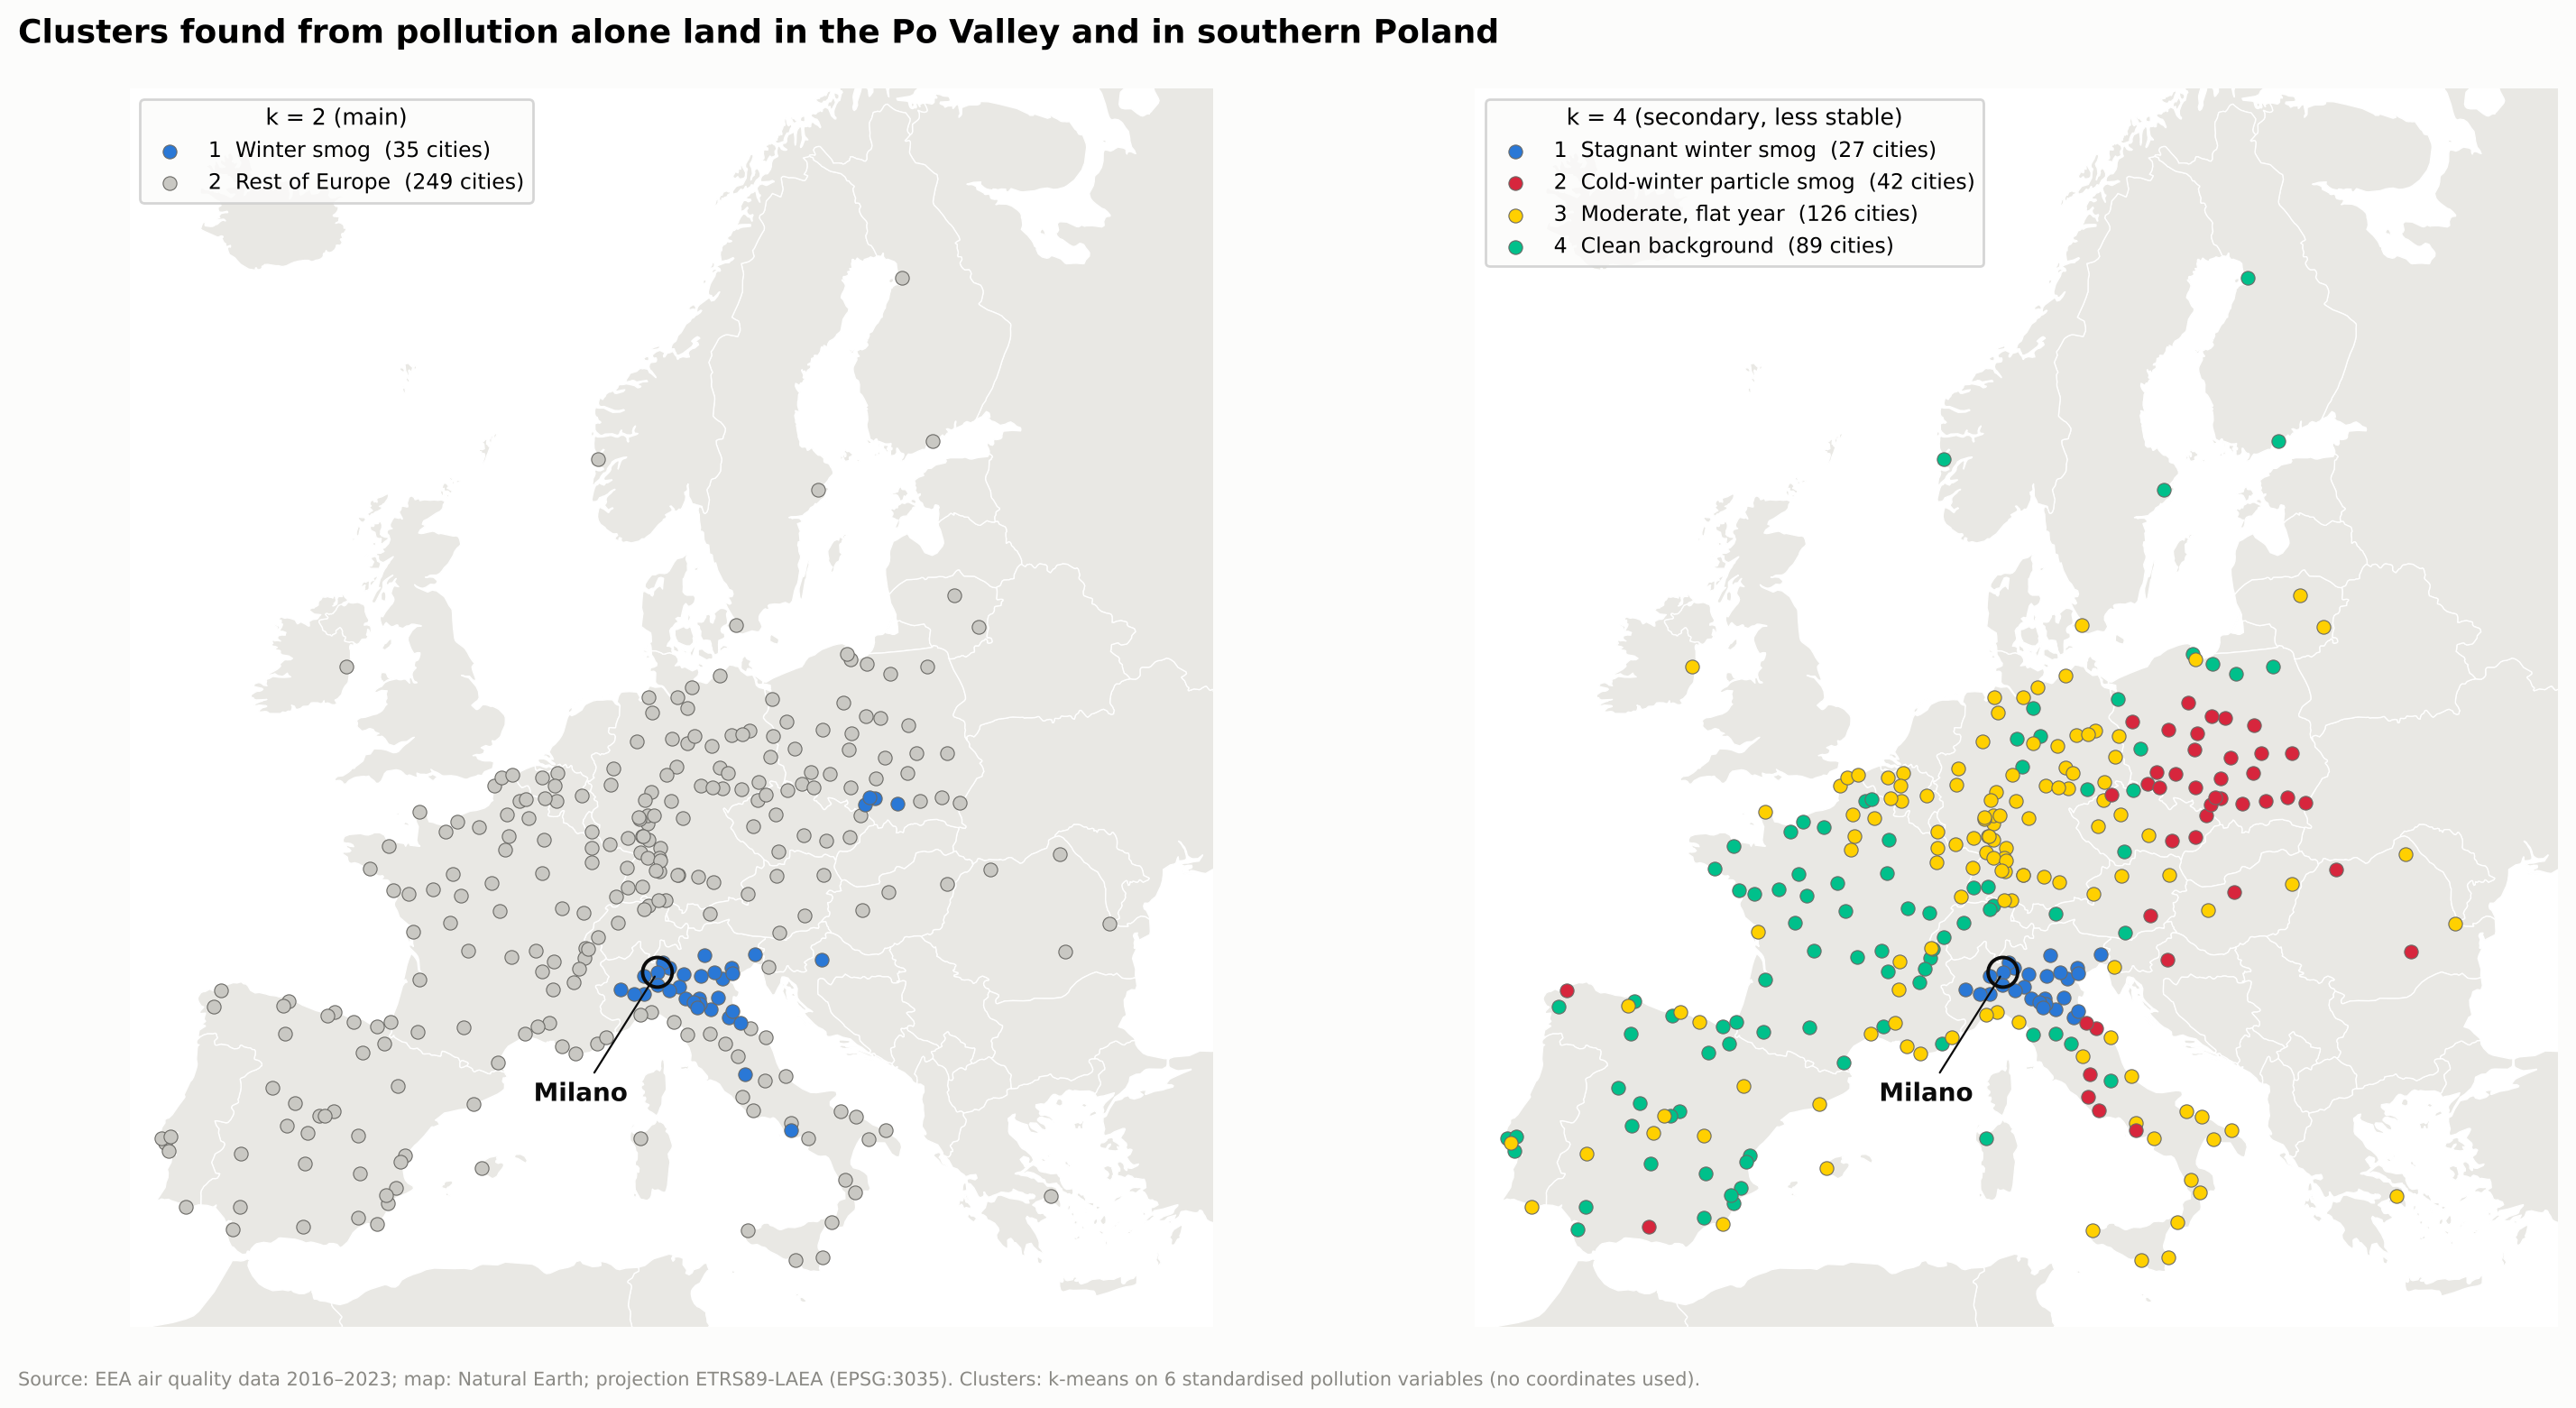 Clusters found from pollution alone land in the Po Valley and in southern Poland
k = 2 (main)
1 Winter smog (35 cities)
2 Rest of Europe (249 cities)
k = 4 (secondary, less stable)
1 Stagnant winter smog (27 cities)
2 Cold-winter particle smog (42 cities)
3 Moderate, flat year (126 cities)
4 Clean background (89 cities)
Milano
Milano
Source: EEA air quality data 2016–2023; map: Natural Earth; projection ETRS89-LAEA (EPSG:3035). Clusters: k-means on 6 standardised pollution variables (no coordinates used).